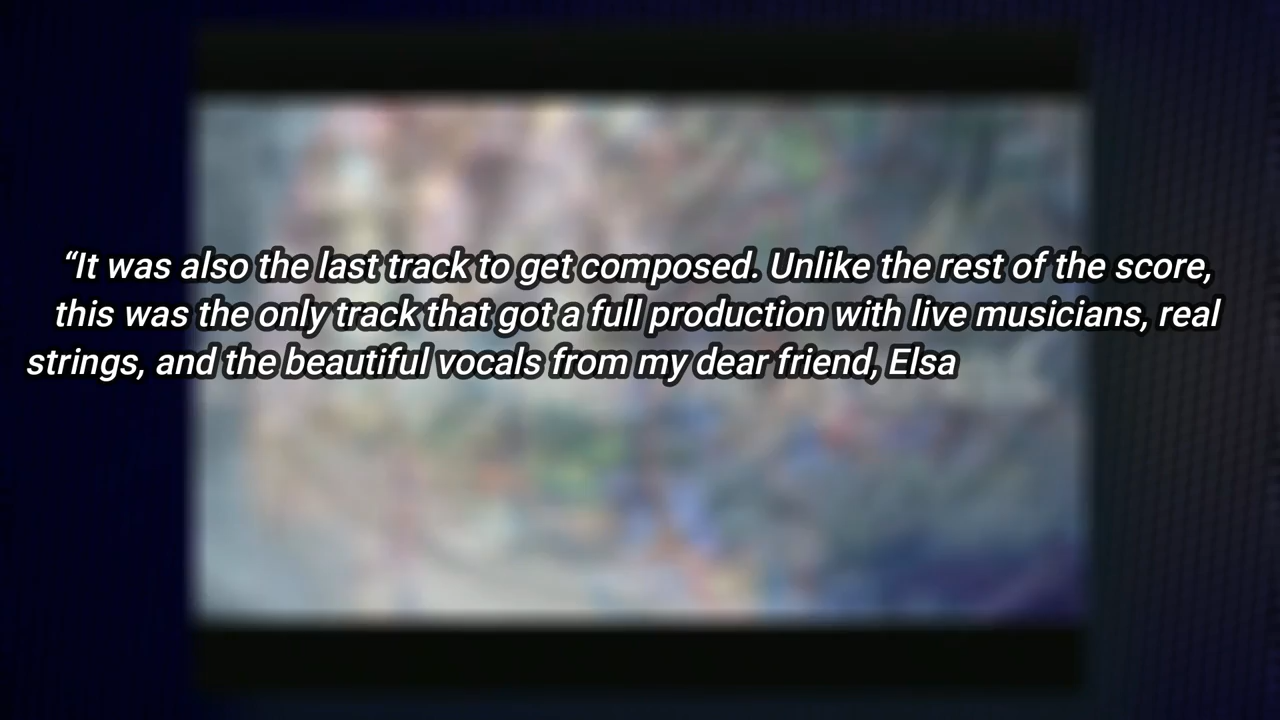 “It was also the last track to get composed. Unlike the rest of the score,
this was the only track that got a full production with live musicians, real
strings, and the beautiful vocals from my dear friend, Elsa